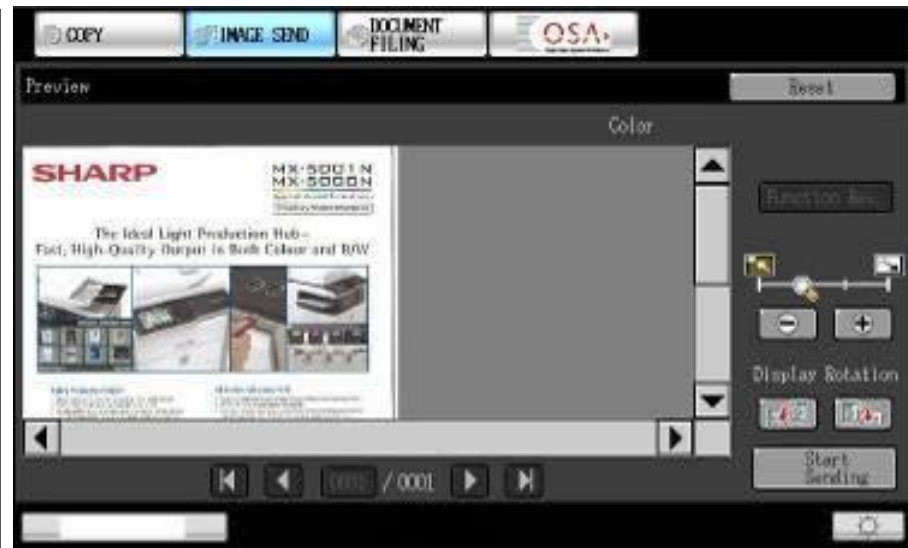 COPY
IMAGE SEND
DOCUMENT
FILING
OSA
Preview
Reset
Color
SHARP
MX-5001N
MX-5000N
The Ideal Light Production Hub–
Fast, High-Quality Output in Both Colour and B/W
Display Rotation
/ 0001
Start
Sending